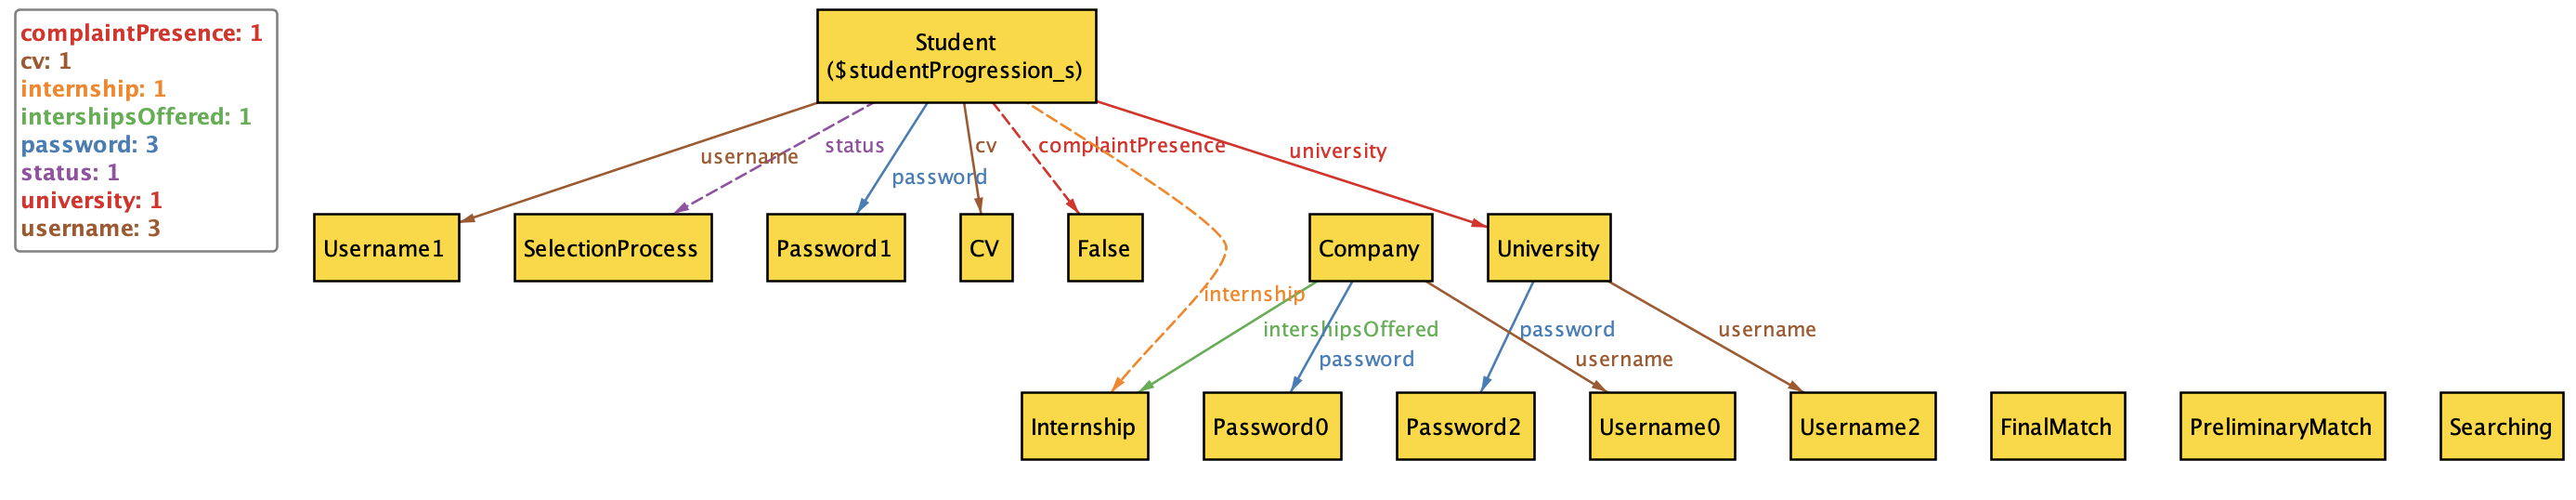 complaintPresence: 1
cv: 1
internship: 1
intershipsOffered: 1
password: 3
status: 1
university: 1
username: 3
Student
($studentProgression_s)
username
status
password
cv
complaintPresence
university
Username1
SelectionProcess
Password1
CV
False
Company
University
internship
intershipsOffered
password
username
password
username
Internship
Password0
Password2
Username0
Username2
FinalMatch
PreliminaryMatch
Searching